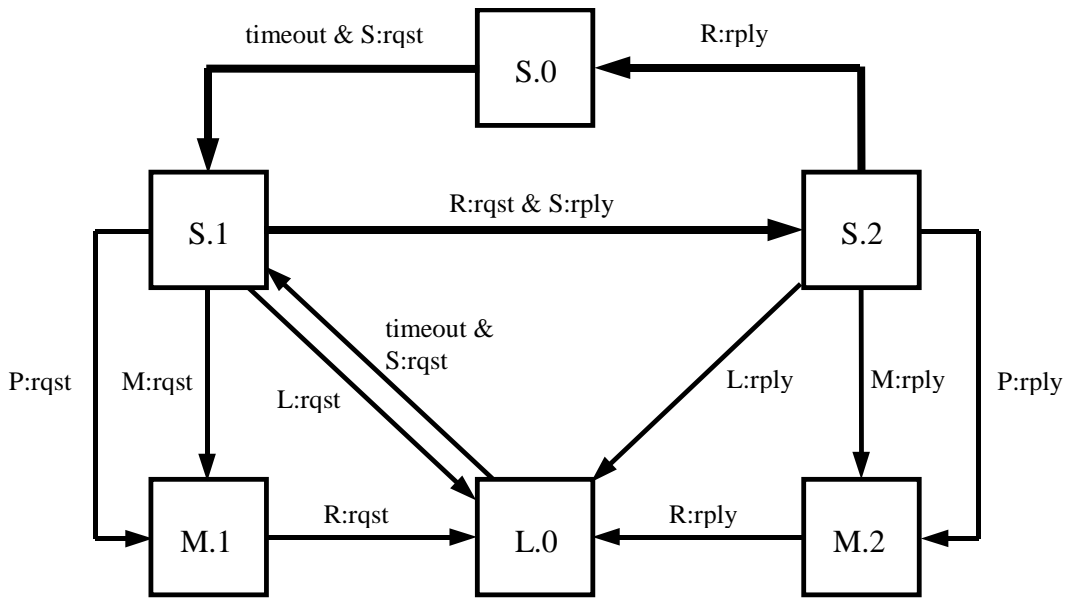 timeout & S:rqst
R:rply
S.0
S.1
R:rqst & S:rply
S.2
timeout &
S:rqst
P:rqst
M:rqst
L:rqst
L:rply
M:rply
P:rply
M.1
R:rqst
L.0
R:rply
M.2